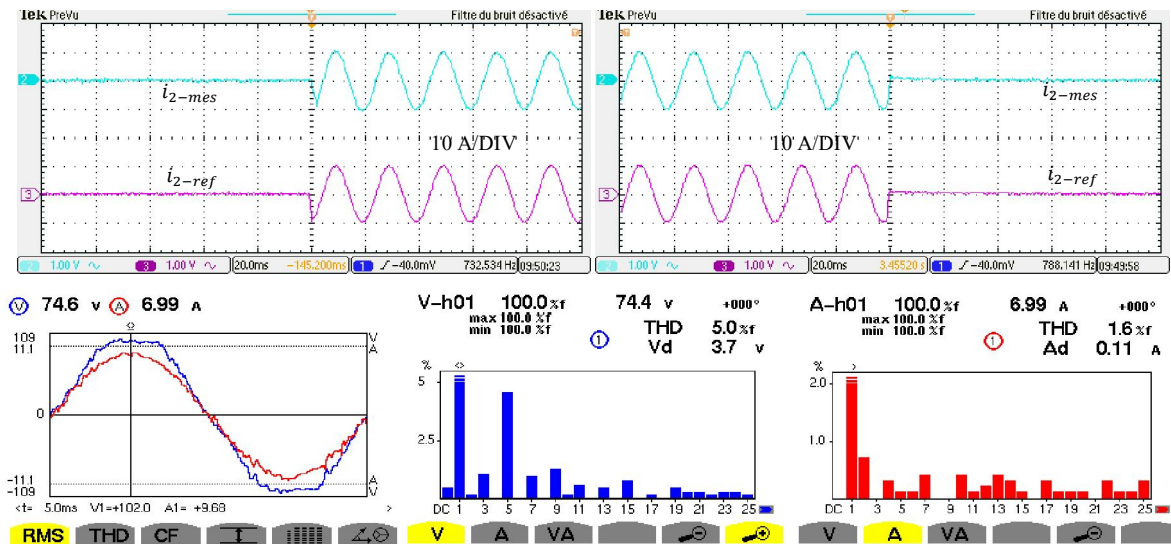 Tek PreVu Filtre du bruit désactivé
2
i2-mes
10 A/DIV
3
i2-ref
2 1.00 V 3 1.00 V 20.0ms -145.200ms 1 -40.0mV 732.534 Hz 09:50:23
Tek PreVu Filtre du bruit désactivé
2
i2-mes
10 A/DIV
3
i2-ref
2 1.00 V 3 1.00 V 20.0ms 3.45520 s 1 -40.0mV 788.141 Hz 09:49:58
V 74.6 V A 6.99 A
109 V
11.1 A
0
-11.1 A
-109 V
<t= 5.0ms V1=+102.0 A1= +9.68 >
RMS THD CF
V-h01 100.0 %f 74.4 V +000°
max 100.0 %f
min 100.0 %f
1 THD 5.0 %f
Vd 3.7 V
%
5
2.5
DC 1 3 5 7 9 11 13 15 17 19 21 23 25
V A VA
A-h01 100.0 %f 6.99 A +000°
max 100.0 %f
min 100.0 %f
1 THD 1.6 %f
Ad 0.11 A
%
2.0
1.0
DC 1 3 5 7 9 11 13 15 17 19 21 23 25
V A VA